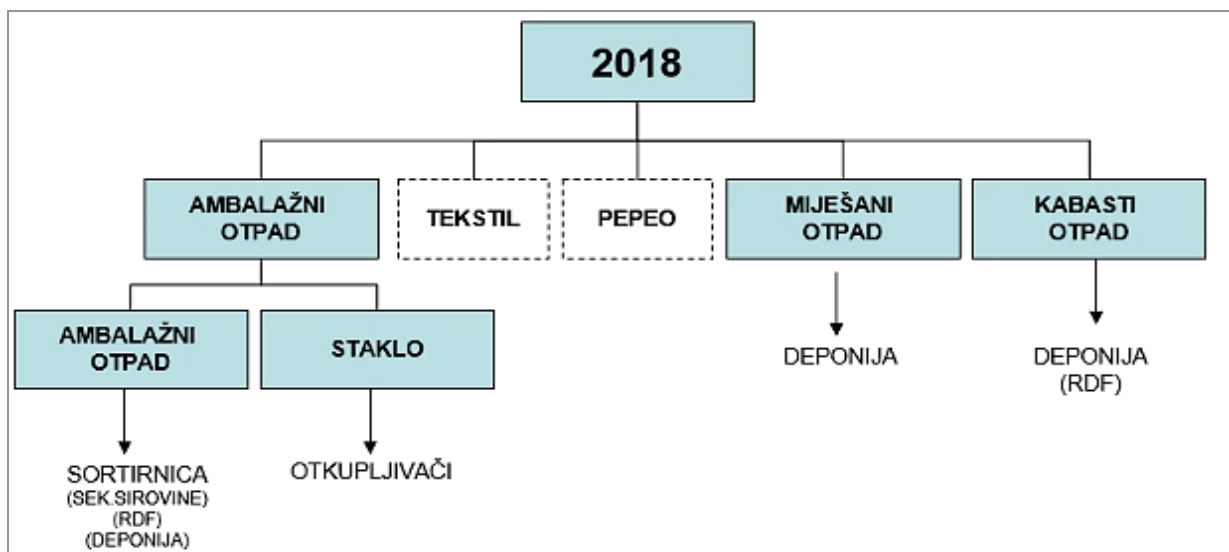 2018
AMBALAŽNI
OTPAD
TEKSTIL
PEPEO
MIJEŠANI
OTPAD
KABASTI
OTPAD
AMBALAŽNI
OTPAD
STAKLO
DEPONIJA
DEPONIJA
(RDF)
SORTIRNICA
(SEK.SIROVINE)
(RDF)
(DEPONIJA)
OTKUPLJIVAČI